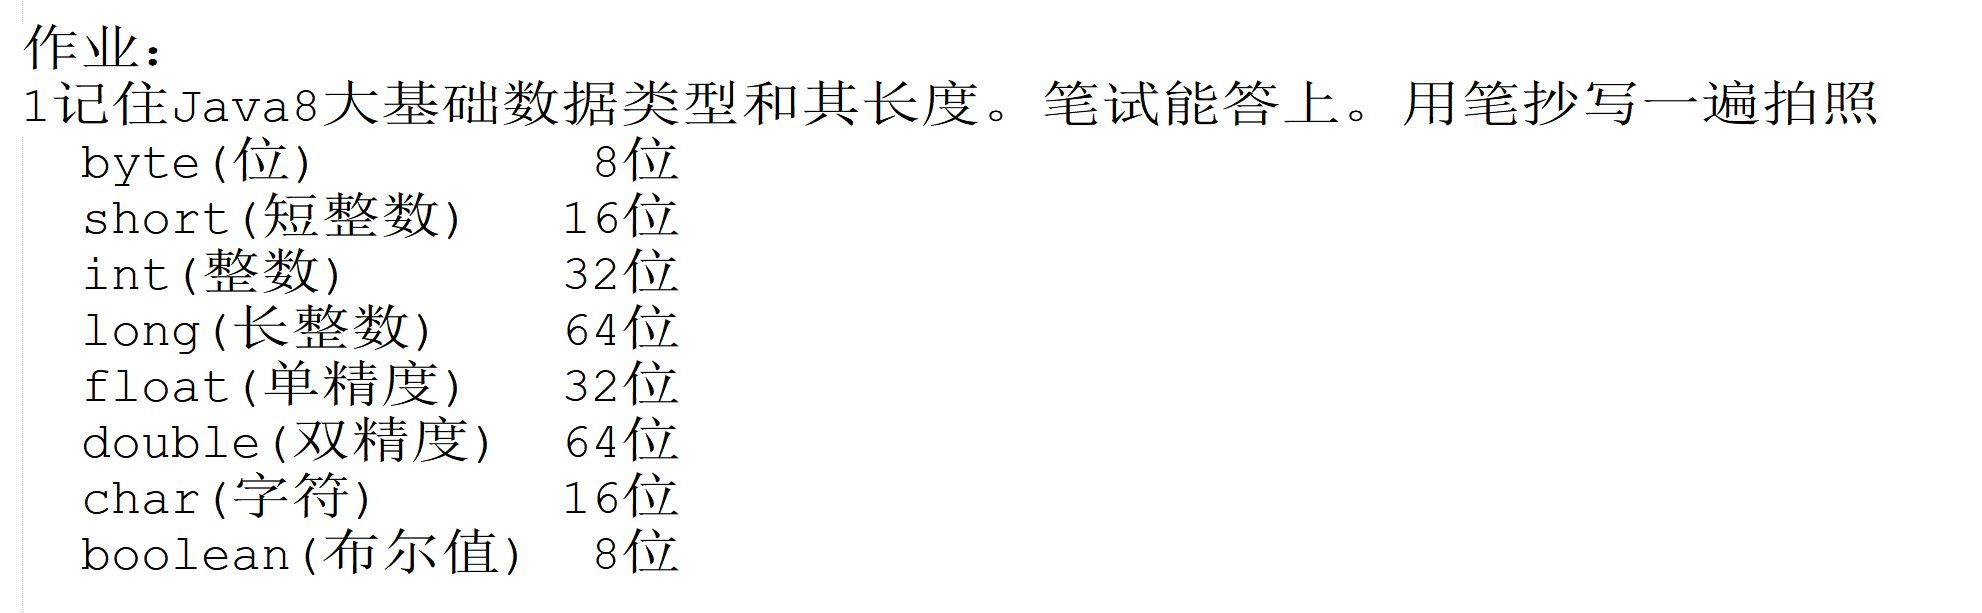 作业：
1记住Java8大基础数据类型和其长度。笔试能答上。用笔抄写一遍拍照
byte(位) 8位
short(短整数) 16位
int(整数) 32位
long(长整数) 64位
float(单精度) 32位
double(双精度) 64位
char(字符) 16位
boolean(布尔值) 8位